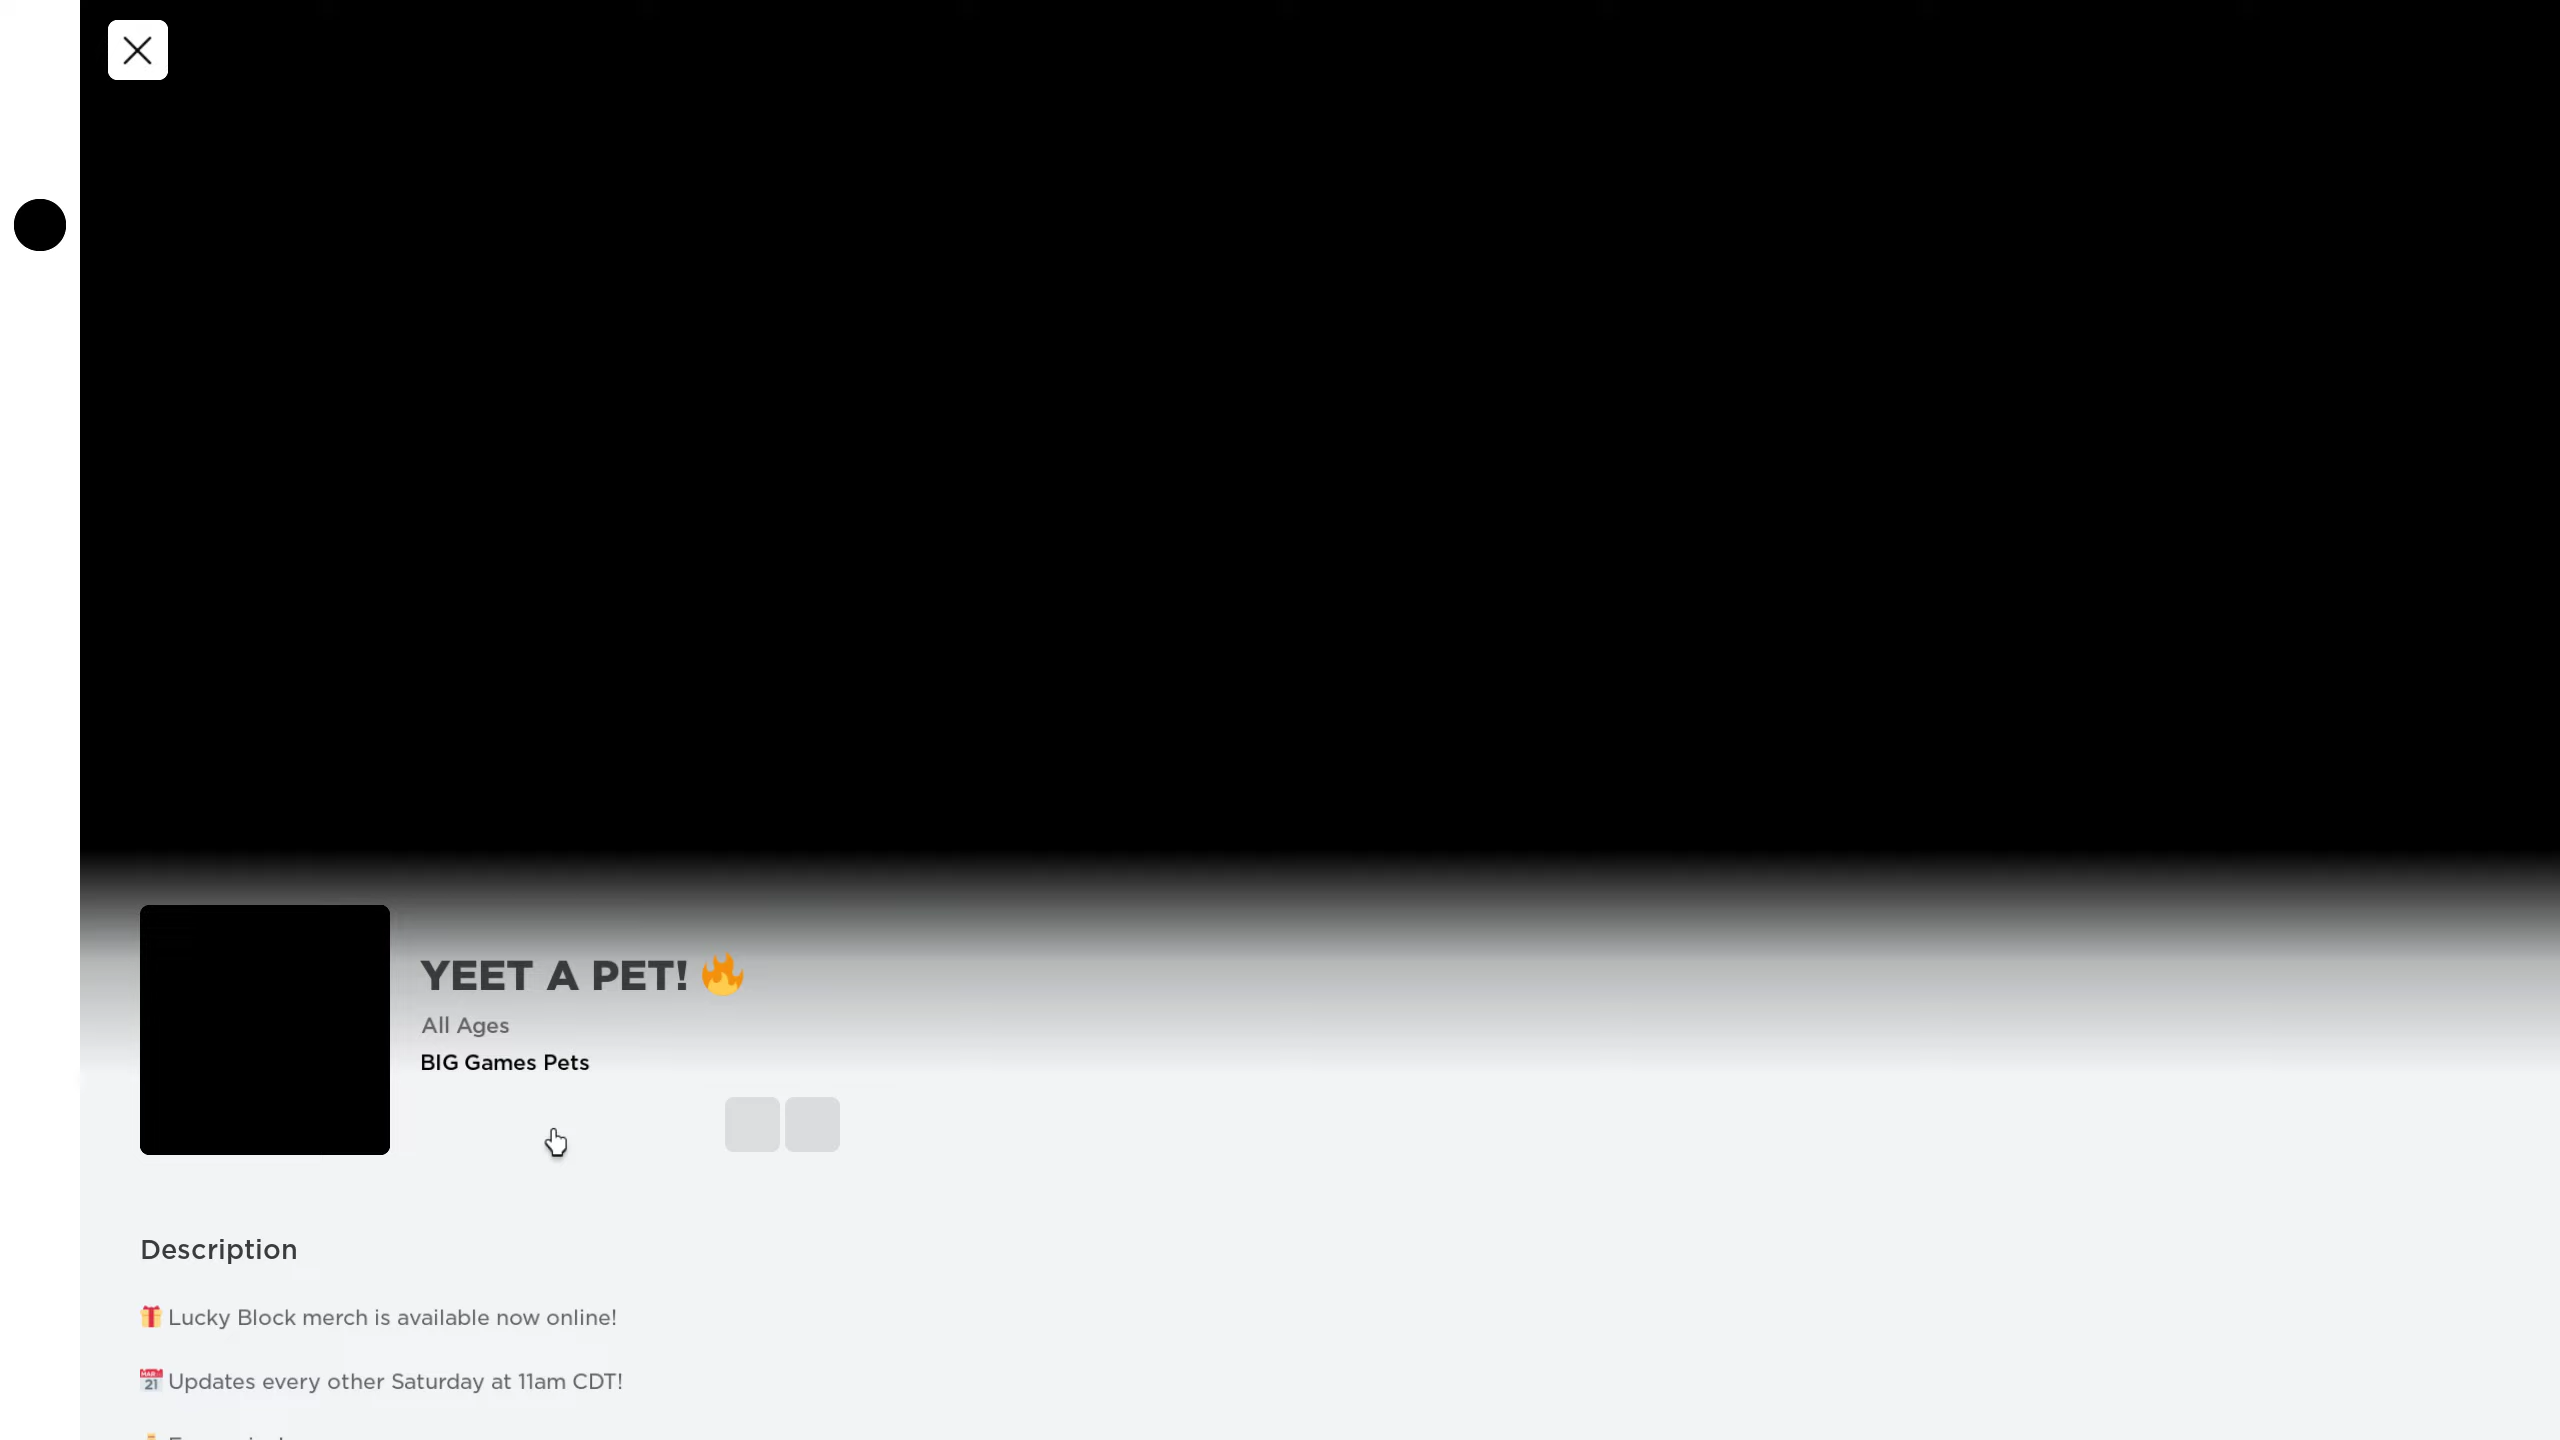 YEET A PET! 🔥
All Ages
BIG Games Pets
Description
🎁 Lucky Block merch is available now online!
📅 Updates every other Saturday at 11am CDT!